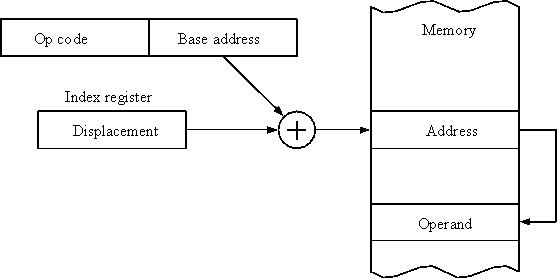 Memory
Op code
Base address
Index register
Displacement
+
Address
Operand